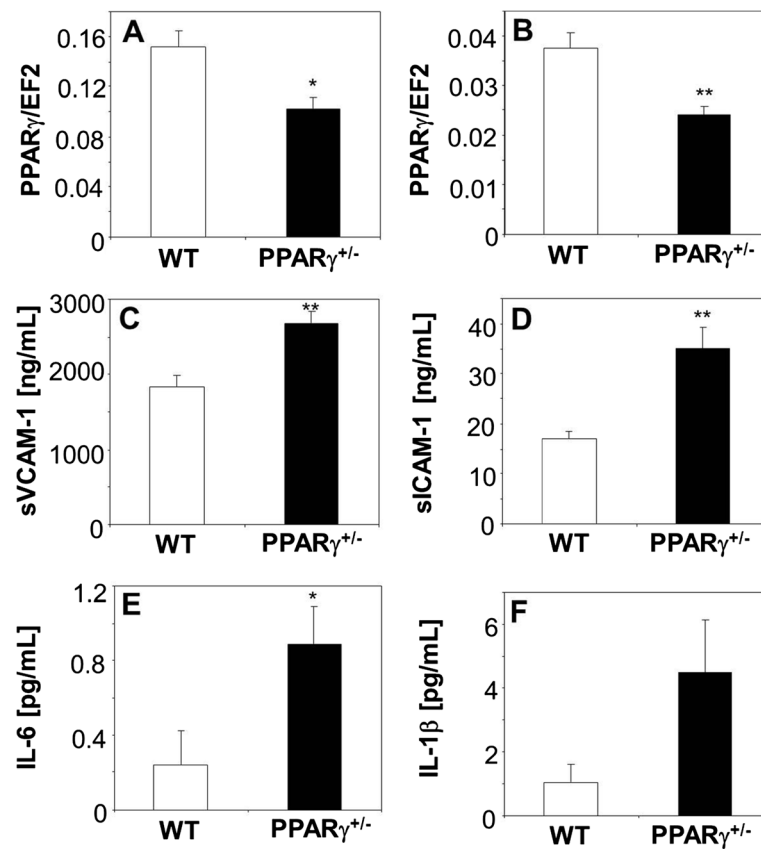 A
PPARγ/EF2
0.16
0.12
0.08
0.04
0
*
WT
PPARγ+/-
B
PPARγ/EF2
0.04
0.03
0.02
0.01
0
**
WT
PPARγ+/-
C
sVCAM-1 [ng/mL]
3000
2000
1000
0
**
WT
PPARγ+/-
D
sICAM-1 [ng/mL]
40
30
20
10
0
**
WT
PPARγ+/-
E
IL-6 [pg/mL]
1.2
0.8
0.4
0
*
WT
PPARγ+/-
F
IL-1β [pg/mL]
6
4
2
0
WT
PPARγ+/-